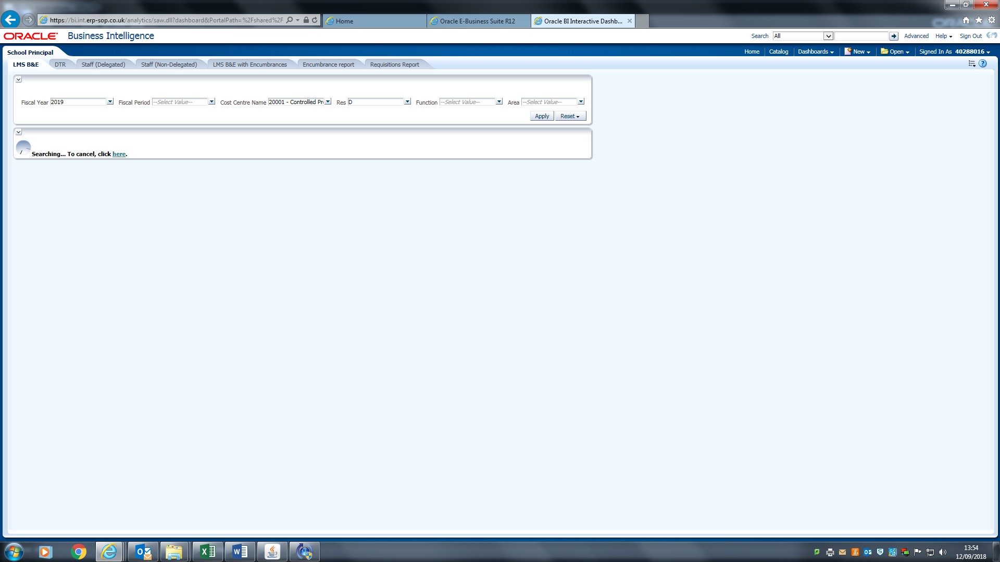 https://bi.int.erp-sop.co.uk/analytics/saw.dll?dashboard&PortalPath=%2Fshared%2F
Home
Oracle E-Business Suite R12
Oracle BI Interactive Dashb...
ORACLE Business Intelligence
Search All
Advanced Help Sign Out
School Principal
Home Catalog Dashboards New Open Signed In As 40288016
LMS B&E DTR Staff (Delegated) Staff (Non-Delegated) LMS B&E with Encumbrances Encumbrance report Requisitions Report
Fiscal Year 2019 Fiscal Period --Select Value-- Cost Centre Name 20001 - Controlled Pr Res D Function --Select Value-- Area --Select Value--
Apply Reset
Searching... To cancel, click here.
13:54
12/09/2018